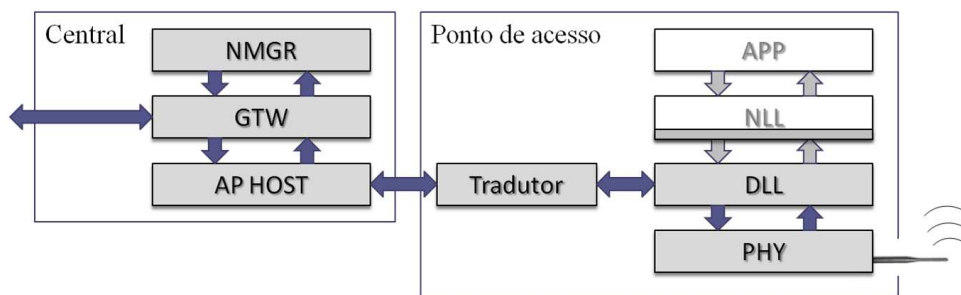 Central
NMGR
GTW
AP HOST
Ponto de acesso
APP
NLL
Tradutor
DLL
PHY